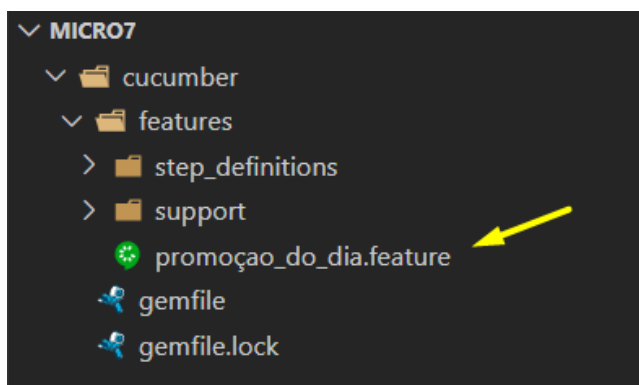 MICRO7
cucumber
features
step_definitions
support
promoçao_do_dia.feature
gemfile
gemfile.lock